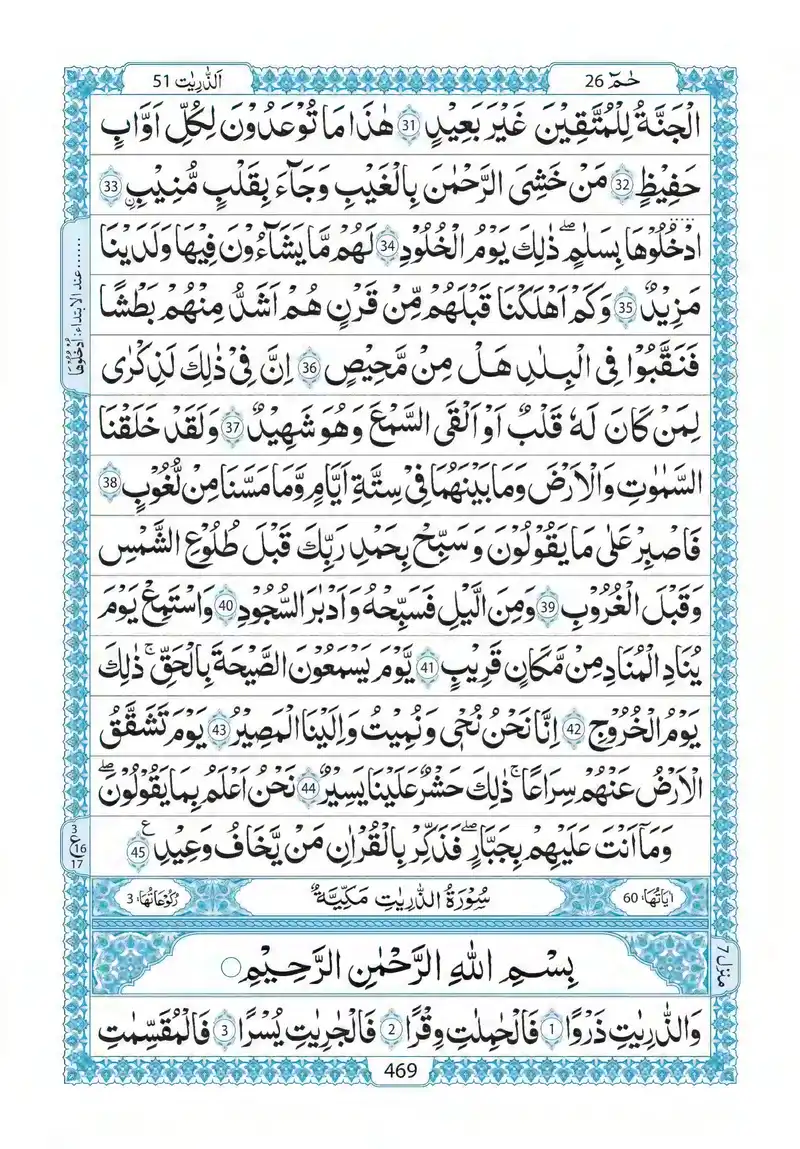 حٰمٓ 26
اَلذّٰرِيٰت 51
الْجَنَّةُ لِلْمُتَّقِيْنَ غَيْرَ بَعِيْدٍ 31 هٰذَا مَا تُوْعَدُوْنَ لِكُلِّ اَوَّابٍ
حَفِيْظٍ 32 مَنْ خَشِىَ الرَّحْمٰنَ بِالْغَيْبِ وَجَآءَ بِقَلْبٍ مُّنِيْبِ 33
ادْخُلُوْهَا بِسَلٰمٍ ؕ ذٰلِكَ يَوْمُ الْخُلُوْدِ 34 لَهُمْ مَّا يَشَآءُوْنَ فِيْهَا وَلَدَيْنَا
مَزِيْدٌ 35 وَكَمْ اَهْلَكْنَا قَبْلَهُمْ مِّنْ قَرْنٍ هُمْ اَشَدُّ مِنْهُمْ بَطْشًا
فَنَقَّبُوْا فِى الْبِلَادِ هَلْ مِنْ مَّحِيْصٍ 36 اِنَّ فِىْ ذٰلِكَ لَذِكْرٰى
لِمَنْ كَانَ لَهٗ قَلْبٌ اَوْ اَلْقَى السَّمْعَ وَهُوَ شَهِيْدٌ 37 وَلَقَدْ خَلَقْنَا
السَّمٰوٰتِ وَالْاَرْضَ وَمَا بَيْنَهُمَا فِىْ سِتَّةِ اَيَّامٍ وَّمَا مَسَّنَا مِنْ لُّغُوْبٍ 38
فَاصْبِرْ عَلٰى مَا يَقُوْلُوْنَ وَسَبِّحْ بِحَمْدِ رَبِّكَ قَبْلَ طُلُوْعِ الشَّمْسِ
وَقَبْلَ الْغُرُوْبِ 39 وَمِنَ الَّيْلِ فَسَبِّحْهُ وَاَدْبَارَ السُّجُوْدِ 40 وَاسْتَمِعْ يَوْمَ
يُنَادِ الْمُنَادِ مِنْ مَّكَانٍ قَرِيْبٍ 41 يَّوْمَ يَسْمَعُوْنَ الصَّيْحَةَ بِالْحَقِّ ۚ ذٰلِكَ
يَوْمُ الْخُرُوْجِ 42 اِنَّا نَحْنُ نُحْىٖ وَنُمِيْتُ وَاِلَيْنَا الْمَصِيْرُ 43 يَوْمَ تَشَقَّقُ
الْاَرْضُ عَنْهُمْ سِرَاعًا ۚ ذٰلِكَ حَشْرٌ عَلَيْنَا يَسِيْرٌ 44 نَحْنُ اَعْلَمُ بِمَا يَقُوْلُوْنَ ۖ
وَمَآ اَنْتَ عَلَيْهِمْ بِجَبَّارٍ ۖ فَذَكِّرْ بِالْقُرْاٰنِ مَنْ يَّخَافُ وَعِيْدِ 45 ع
اٰيَاتُهَا: 60
سُوْرَةُ الذّٰرِيٰتِ مَكِّيَّةٌ
رُكُوْعَاتُهَا: 3
بِسْمِ اللّٰهِ الرَّحْمٰنِ الرَّحِيْمِ
وَالذّٰرِيٰتِ ذَرْوًا 1 فَالْحٰمِلٰتِ وِقْرًا 2 فَالْجٰرِيٰتِ يُسْرًا 3 فَالْمُقَسِّمٰتِ
469
عند الابتداء: اُدْخُلُوْهَا
3 ع 16 17
منزل 7